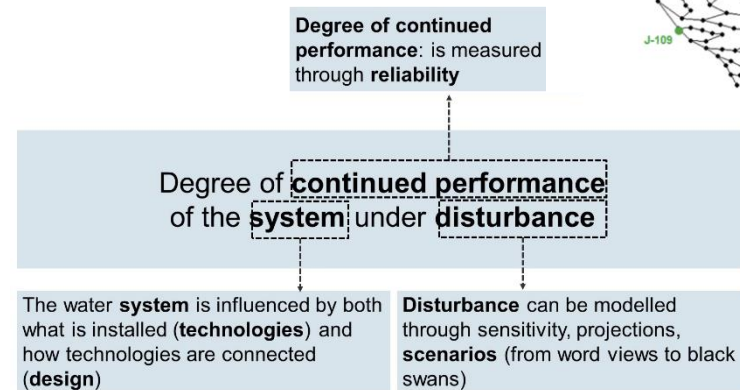 Degree of continued
performance: is measured
through reliability
J-109
Degree of continued performance
of the system under disturbance
The water system is influenced by both
what is installed (technologies) and
how technologies are connected
(design)
Disturbance can be modelled
through sensitivity, projections,
scenarios (from word views to black
swans)